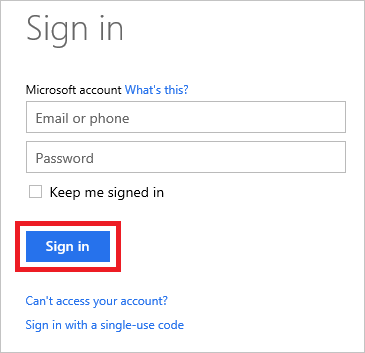 Sign in
Microsoft account What's this?
Email or phone
Password
Keep me signed in
Sign in
Can't access your account?
Sign in with a single-use code